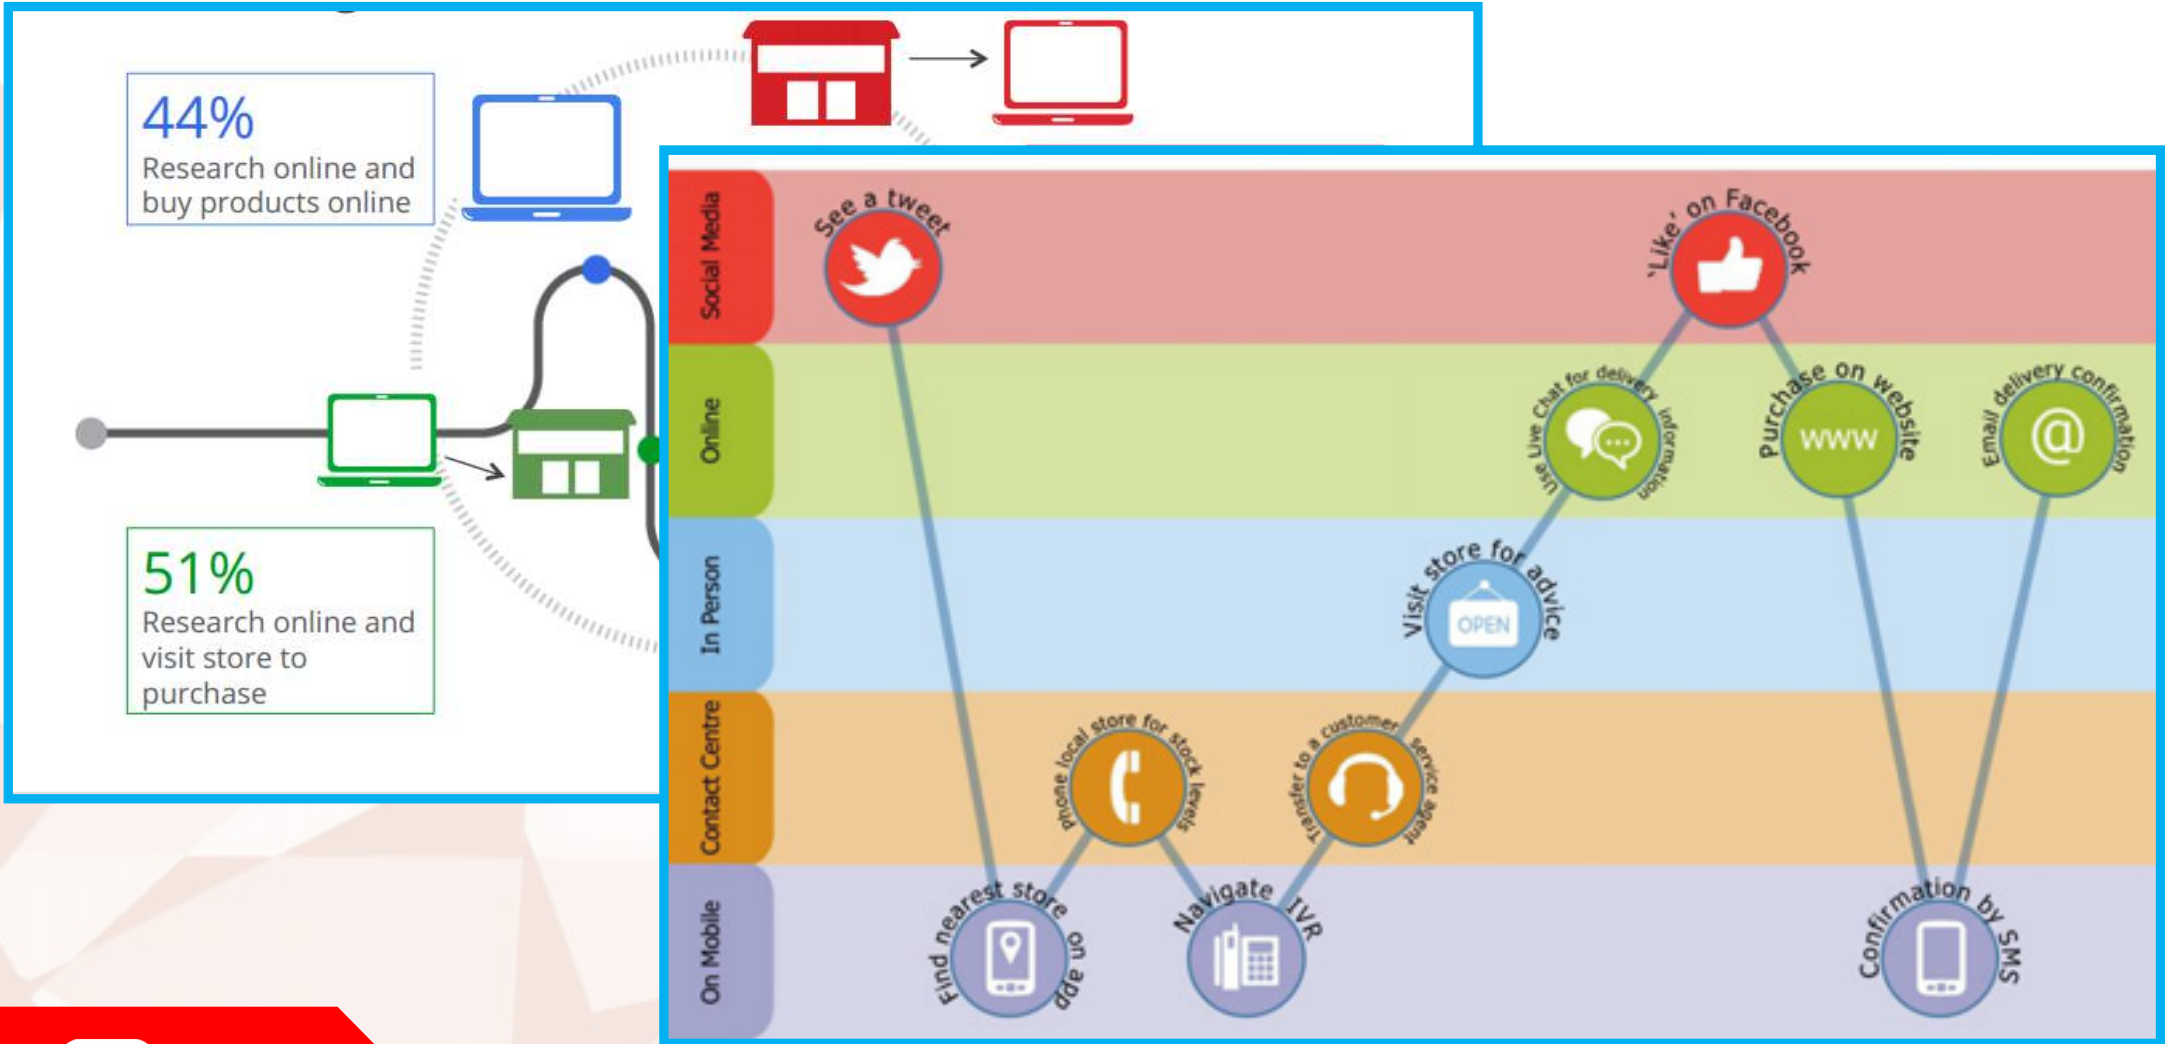 44%
Research online and
buy products online
51%
Research online and
visit store to
purchase
Social Media
See a tweet
'Like' on Facebook
Online
Use Live Chat for delivery information
Purchase on website
www
Email delivery confirmation
@
In Person
Visit store for advice
OPEN
Contact Centre
Phone local store for stock levels
Transfer to a customer service agent
On Mobile
Find nearest store on app
Navigate IVR
Confirmation by SMS